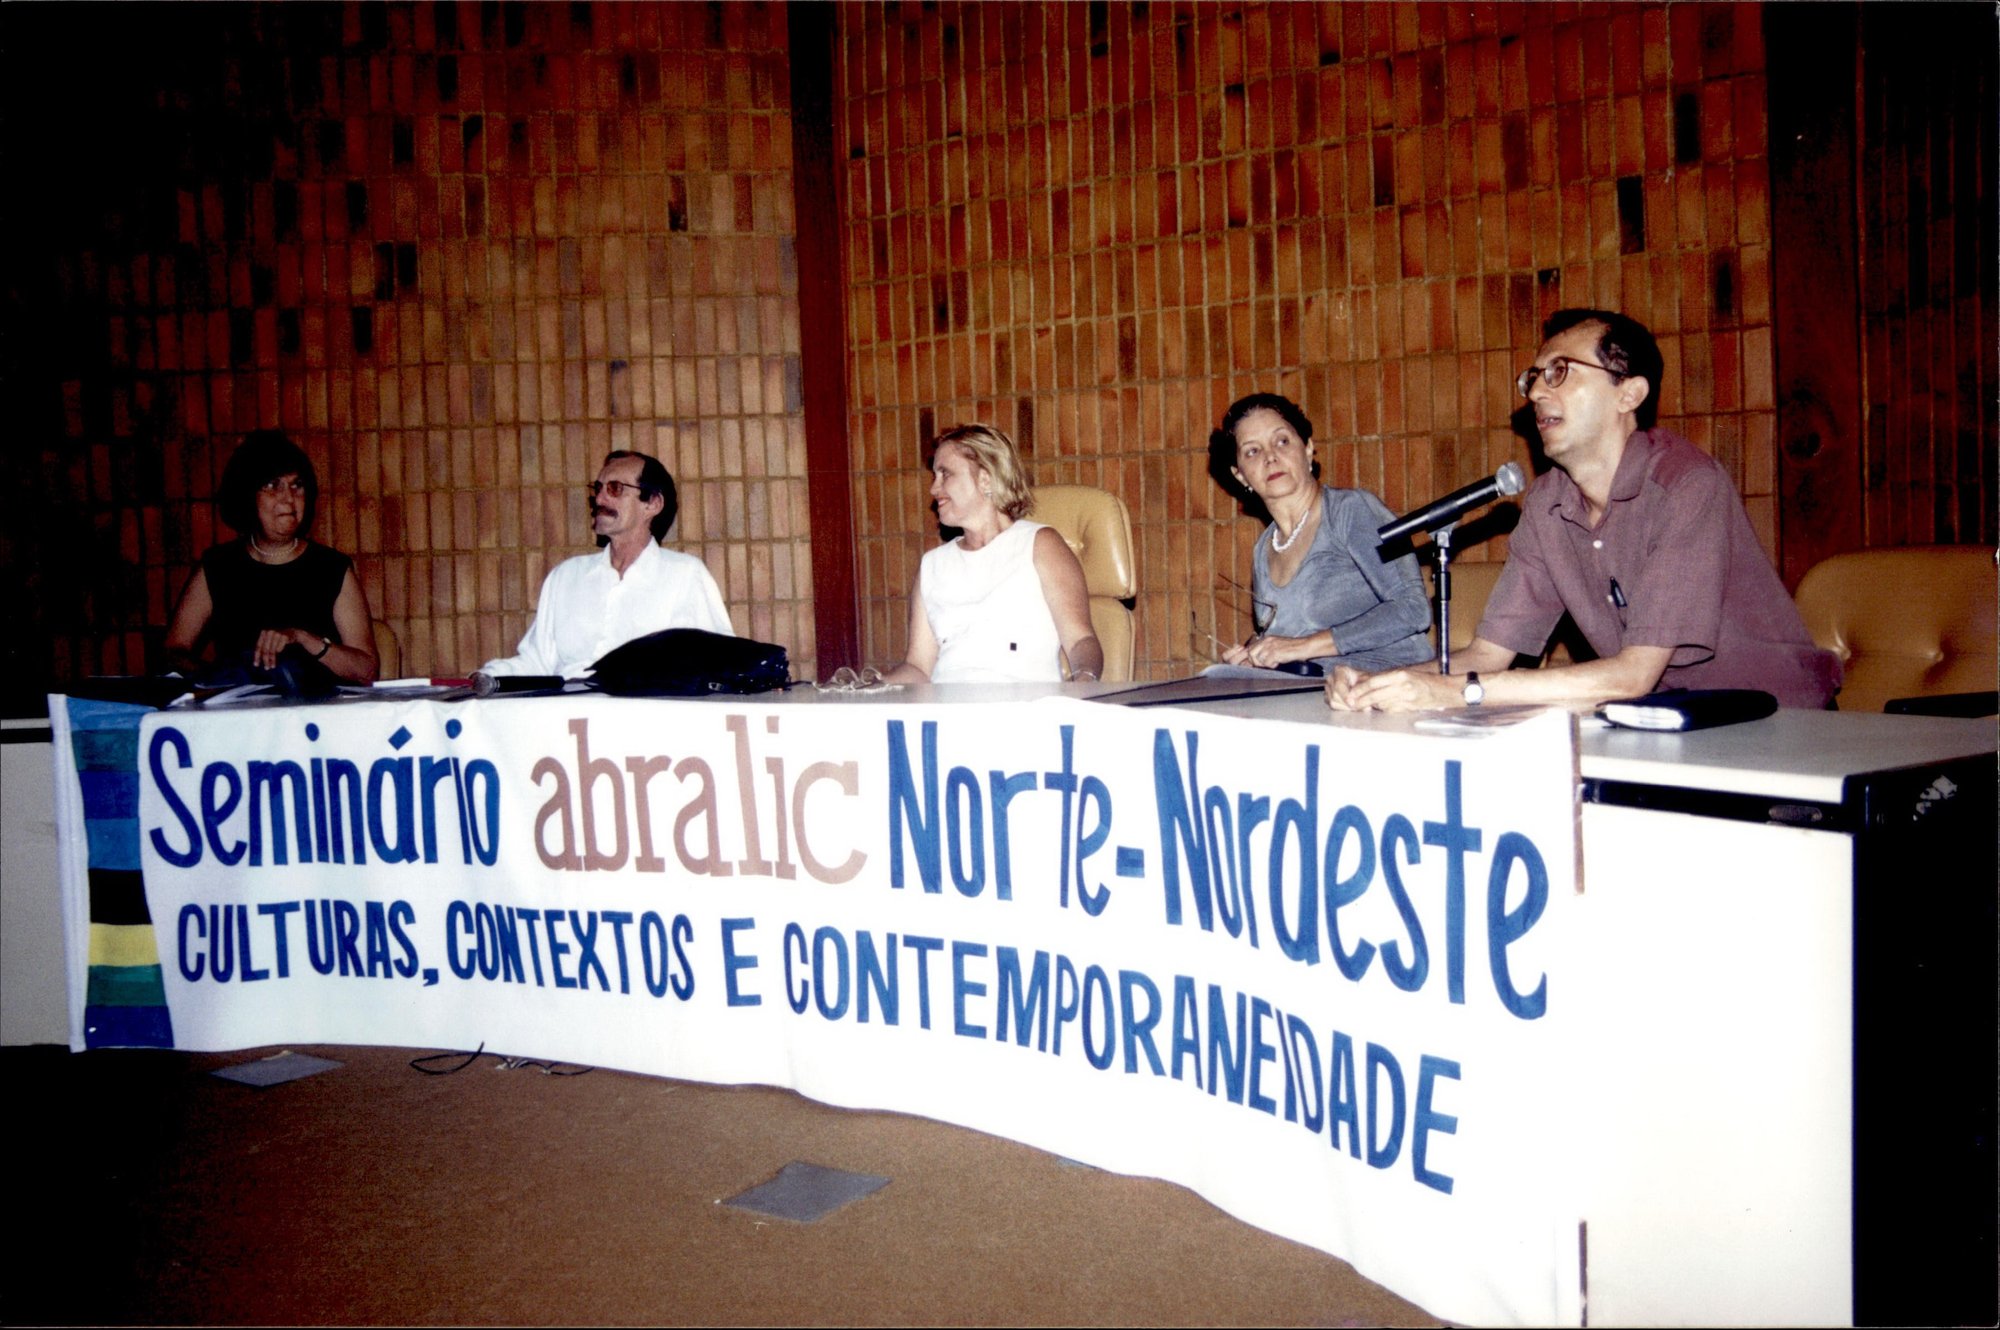 Seminário abralic Norte-Nordeste
CULTURAS, CONTEXTOS E CONTEMPORANEIDADE